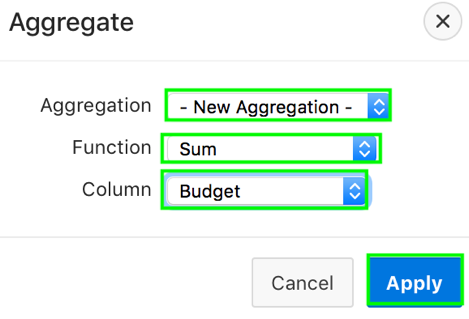 Aggregate
Aggregation - New Aggregation -
Function Sum
Column Budget
Cancel Apply